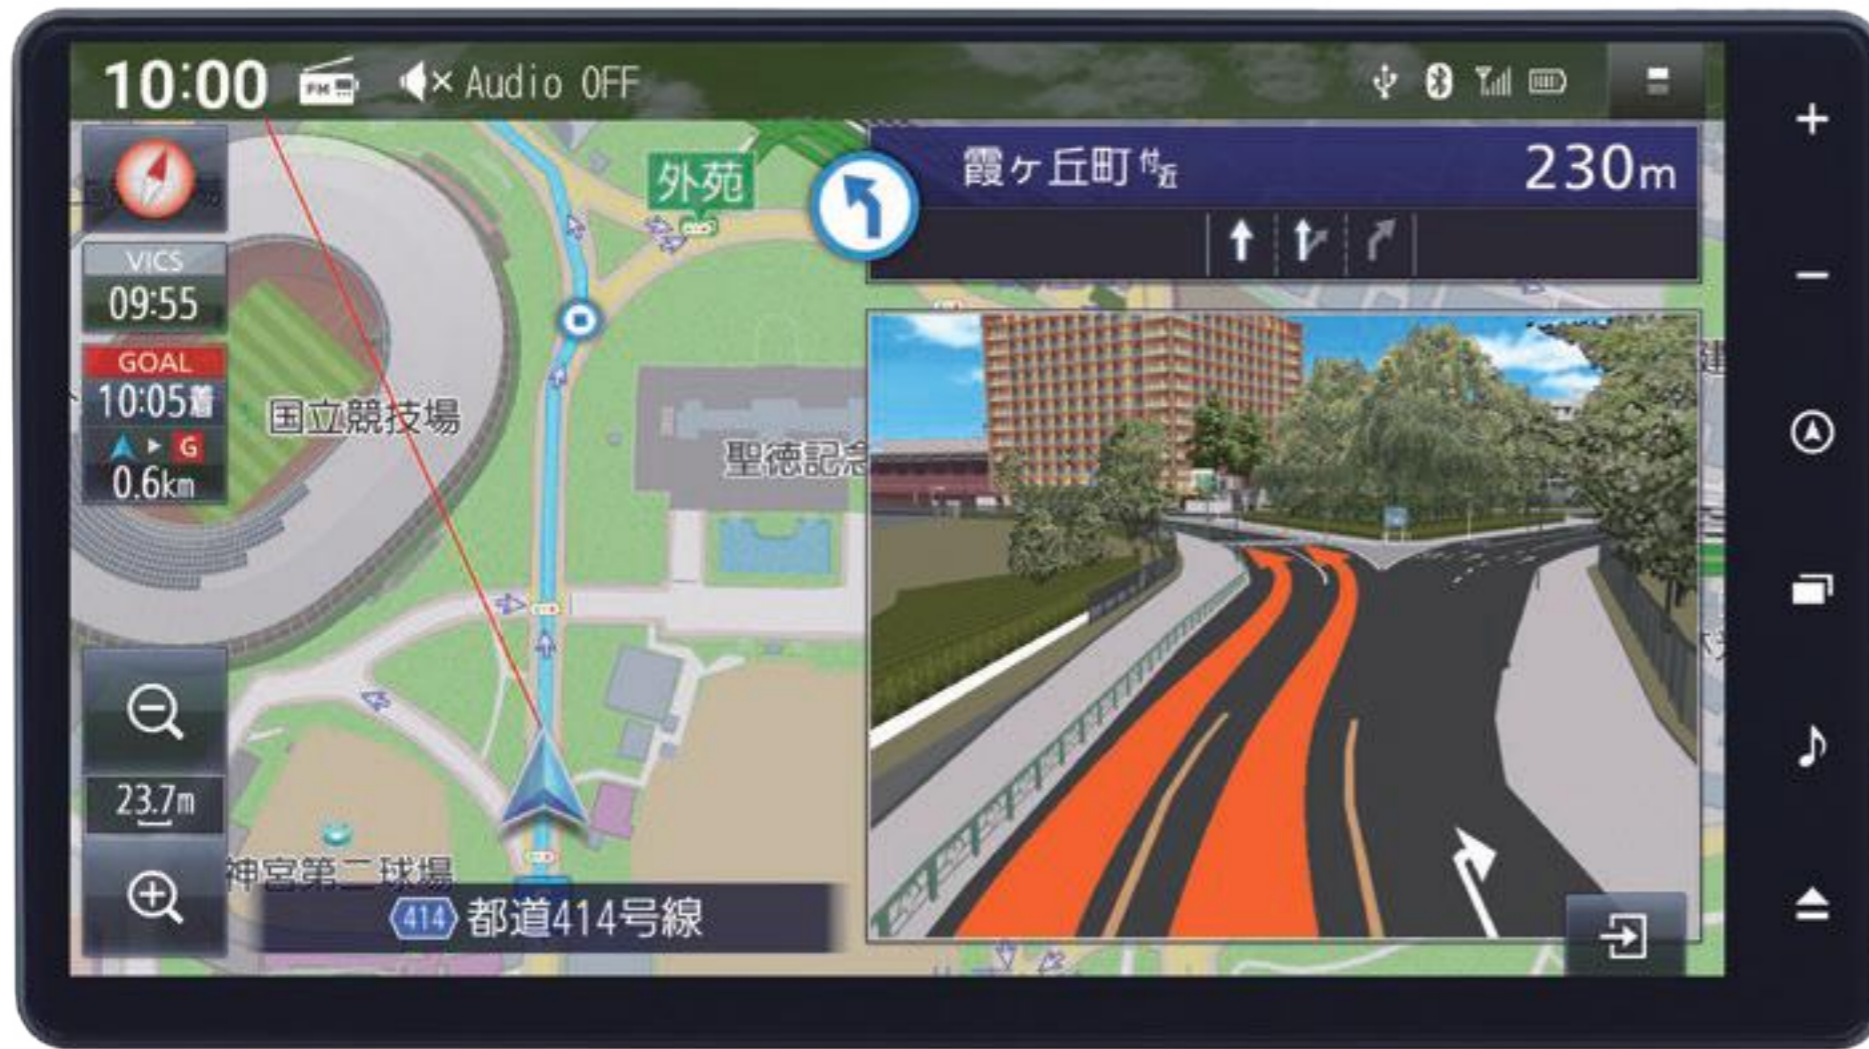 10:00 FM Audio OFF
外苑
霞ヶ丘町付近 230m
VICS
09:55
GOAL
10:05着
G
0.6km
国立競技場
聖徳記念
23.7m
神宮第二球場
414 都道414号線